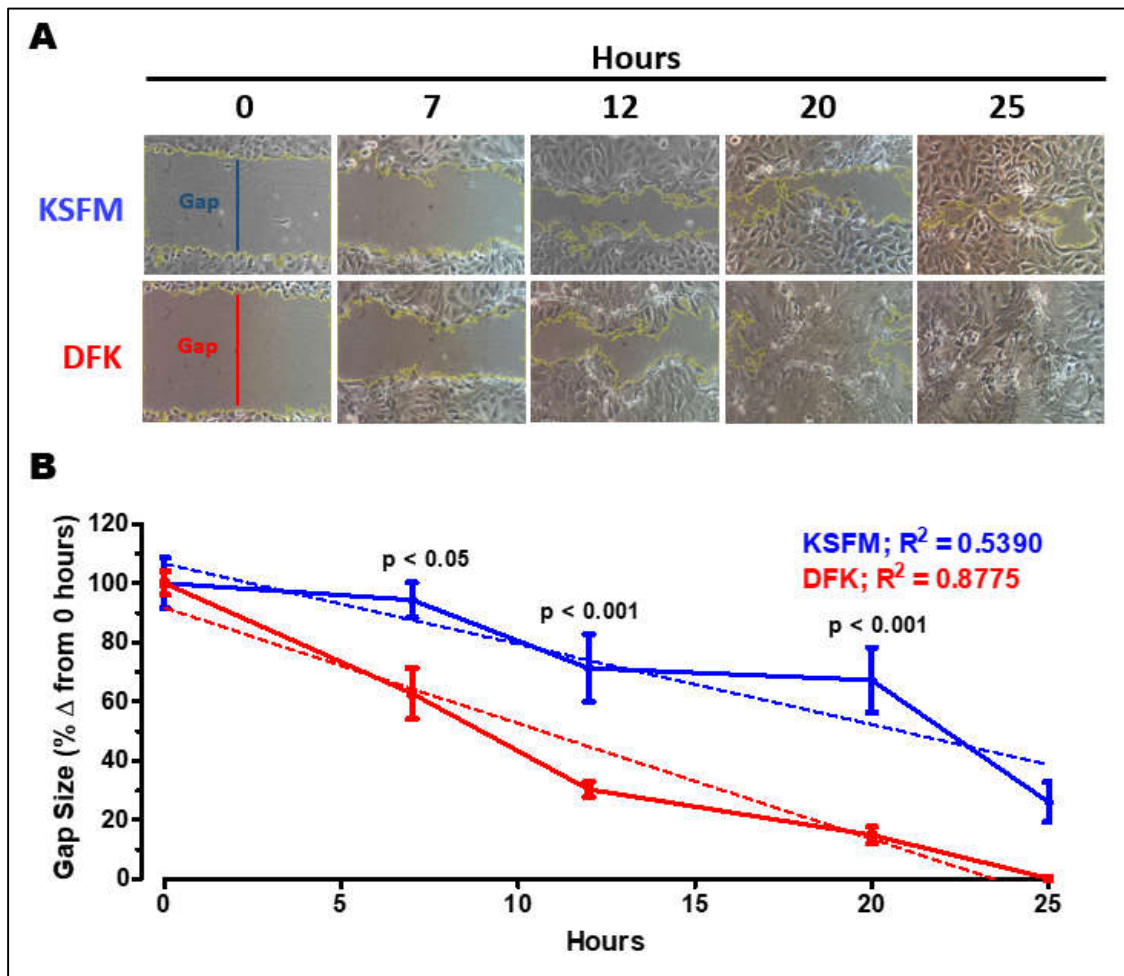 A
Hours
0 7 12 20 25
KSFM
Gap
DFK
Gap
B
Gap Size (% Δ from 0 hours)
120
100
80
60
40
20
0
p < 0.05
p < 0.001
p < 0.001
KSFM; R² = 0.5390
DFK; R² = 0.8775
0 5 10 15 20 25
Hours